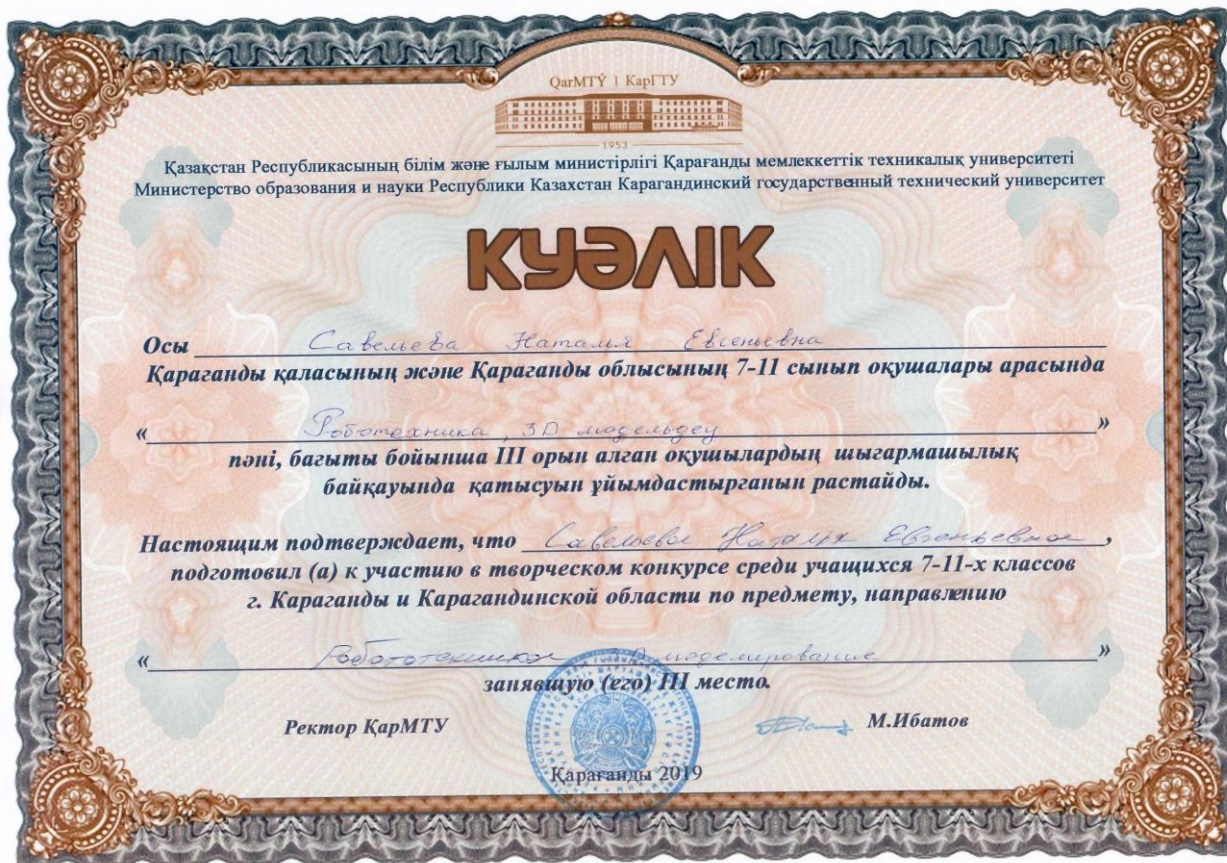 QarMTÝ | КарГТУ
1953
Қазақстан Республикасының білім және ғылым министірлігі Қарағанды мемлеккеттік техникалық университеті
Министерство образования и науки Республики Казахстан Карагандинский государственный технический университет
КУӘЛІК
Осы Савельева Наталья Евгеньевна
Қарағанды қаласының және Қарағанды облысының 7-11 сынып оқушалары арасында
« Робототехника, 3D модельдеу »
пәні, бағыты бойынша III орын алған оқушылардың шығармашылық
байқауында қатысуын ұйымдастырғанын растайды.
Настоящим подтверждает, что Савельева Наталья Евгеньевна,
подготовил (а) к участию в творческом конкурсе среди учащихся 7-11-х классов
г. Караганды и Карагандинской области по предмету, направлению
« Робототехника 3D моделирование »
занявшую (его) III место.
Ректор ҚарМТУ М.Ибатов
Қарағанды 2019